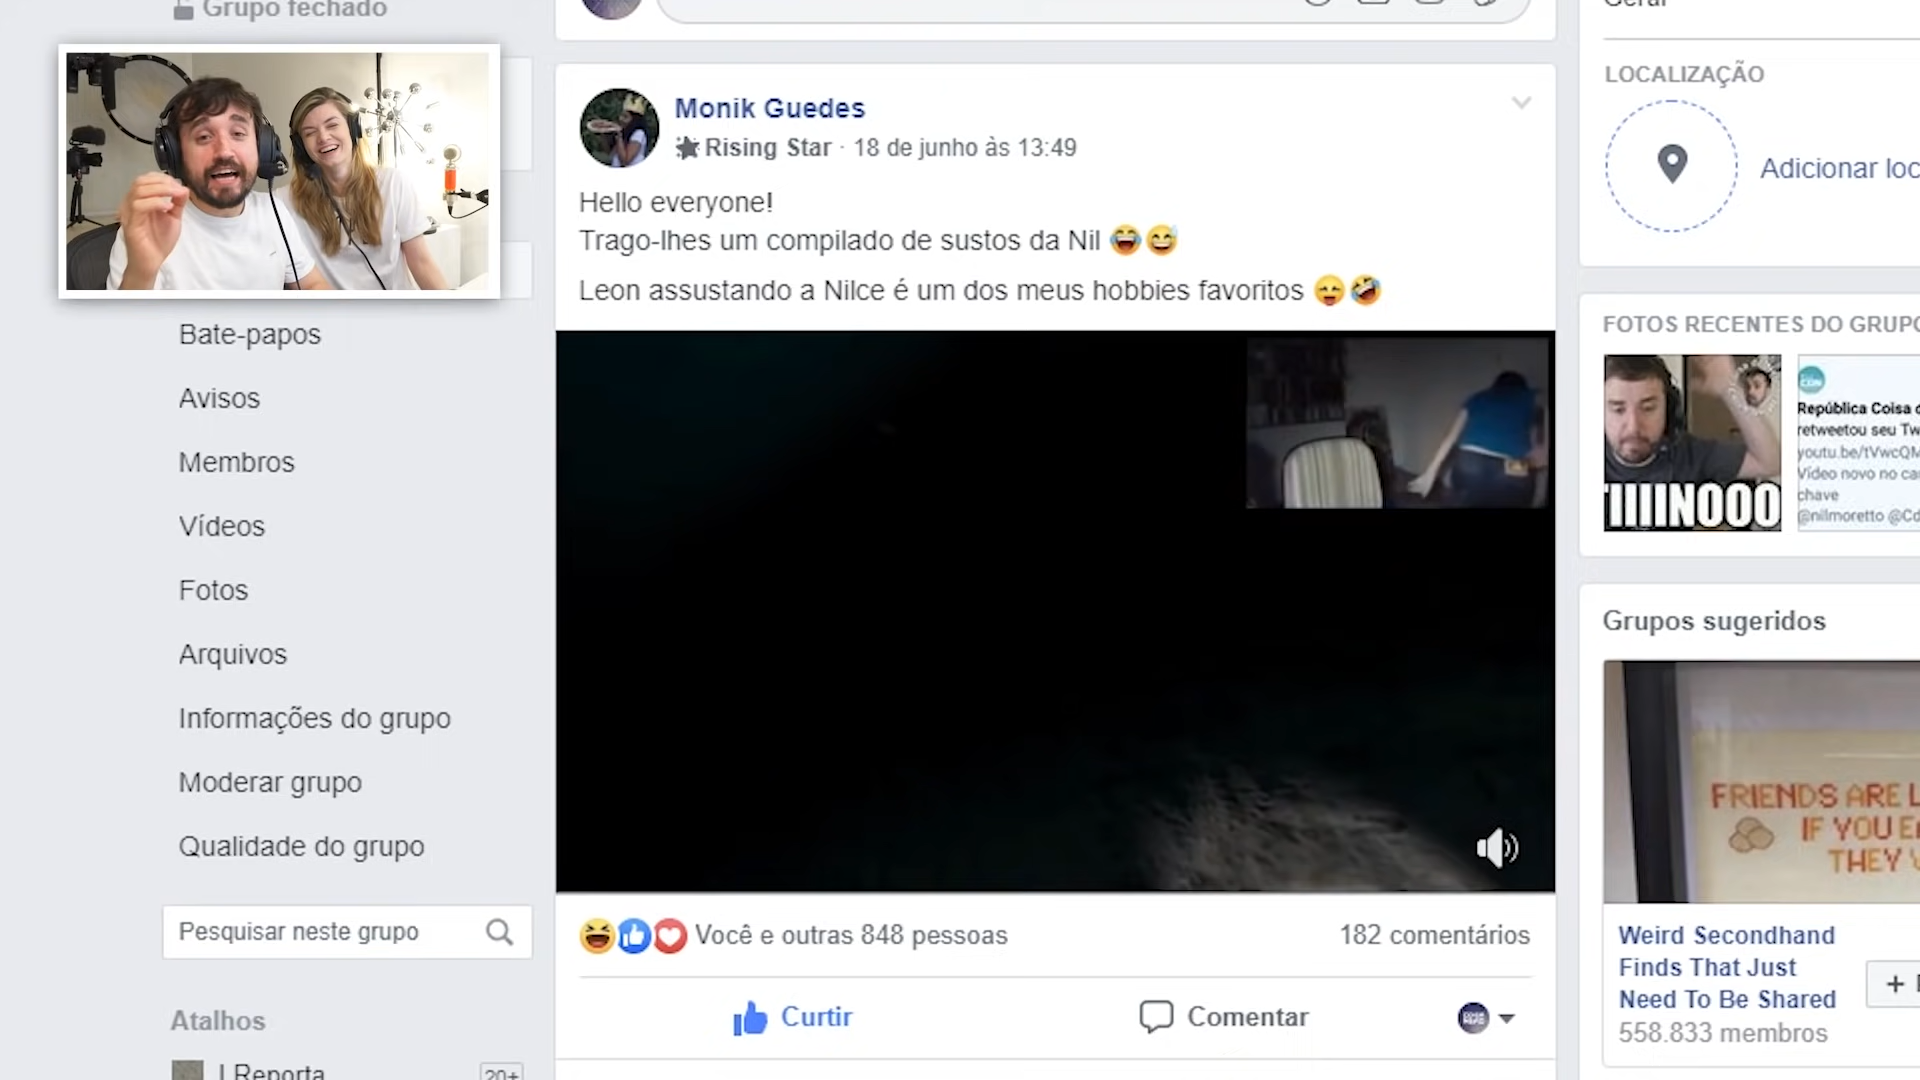 Grupo fechado
Bate-papos
Avisos
Membros
Vídeos
Fotos
Arquivos
Informações do grupo
Moderar grupo
Qualidade do grupo
Pesquisar neste grupo
Atalhos
20+
Monik Guedes
Rising Star · 18 de junho às 13:49
Hello everyone!
Trago-lhes um compilado de sustos da Nil 😂😅
Leon assustando a Nilce é um dos meus hobbies favoritos 😛🤣
Você e outras 848 pessoas
182 comentários
Curtir
Comentar
Geral
LOCALIZAÇÃO
Adicionar loc
FOTOS RECENTES DO GRUPO
TIIIINOOO
República Coisa d
retweetou seu Tw
youtu.be/tVwcQM
Vídeo novo no ca
chave
@nilmoretto @Cd
Grupos sugeridos
FRIENDS ARE L
IF YOU EA
THEY
Weird Secondhand
Finds That Just
Need To Be Shared
558.833 membros
+